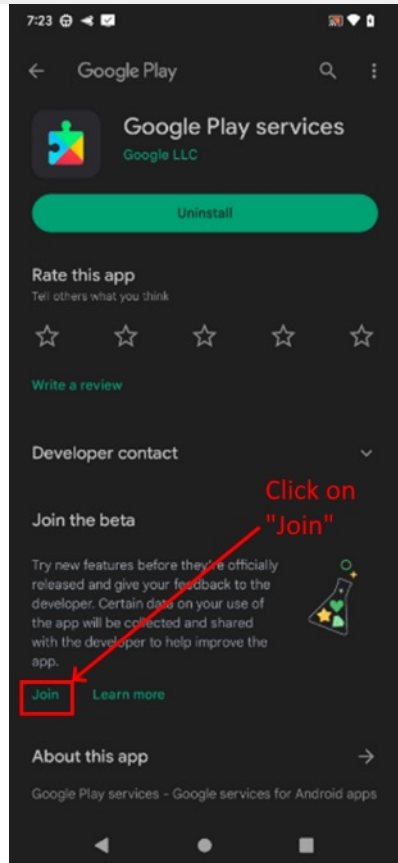 7:23
Google Play
Google Play services
Google LLC
Uninstall
Rate this app
Tell others what you think
Write a review
Developer contact
Click on
"Join"
Join the beta
Try new features before they're officially
released and give your feedback to the
developer. Certain data on your use of
the app will be collected and shared
with the developer to help improve the
app.
Join Learn more
About this app
Google Play services - Google services for Android apps